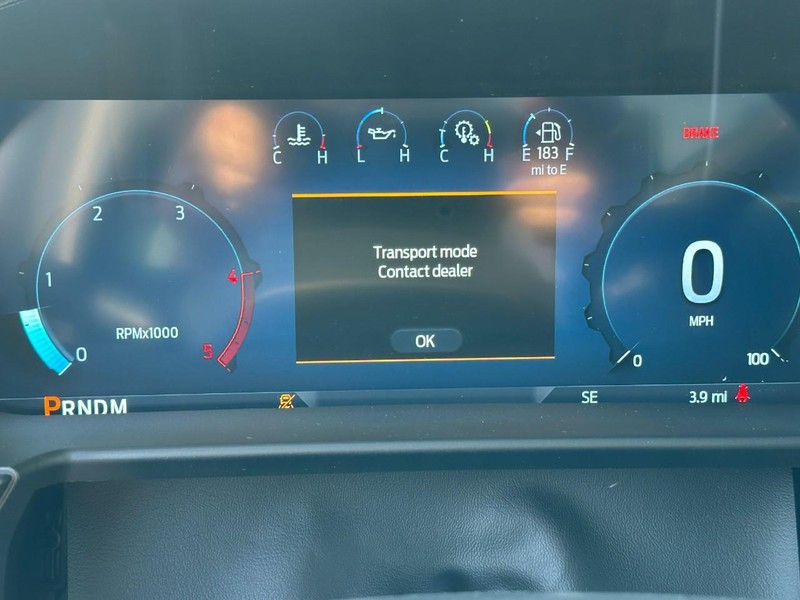 BRAKE
C H
L H
C H
E 183 F
mi to E
2 3
1 4
0 5
RPMx1000
Transport mode
Contact dealer
OK
0
MPH
0 100
PRNDM
SE
3.9 mi